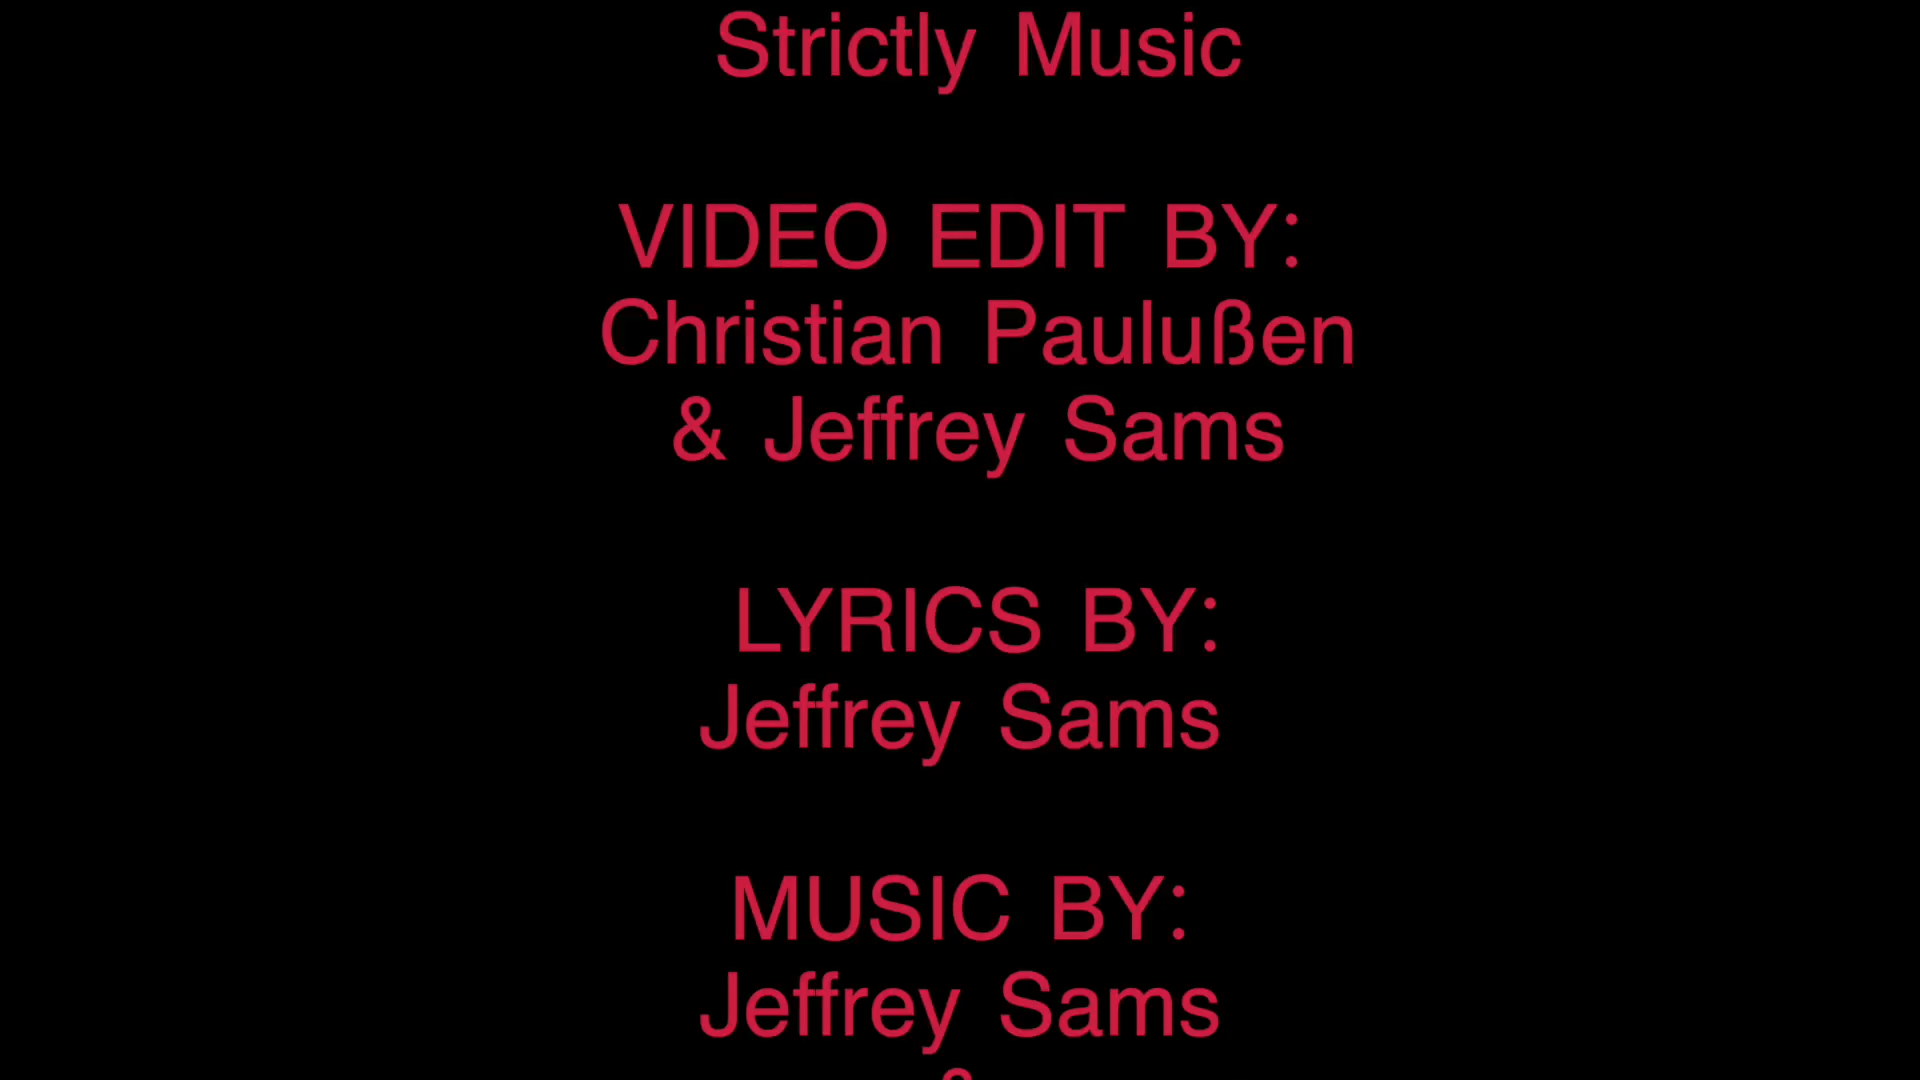 Strictly Music
VIDEO EDIT BY:
Christian Paulußen
& Jeffrey Sams
LYRICS BY:
Jeffrey Sams
MUSIC BY:
Jeffrey Sams